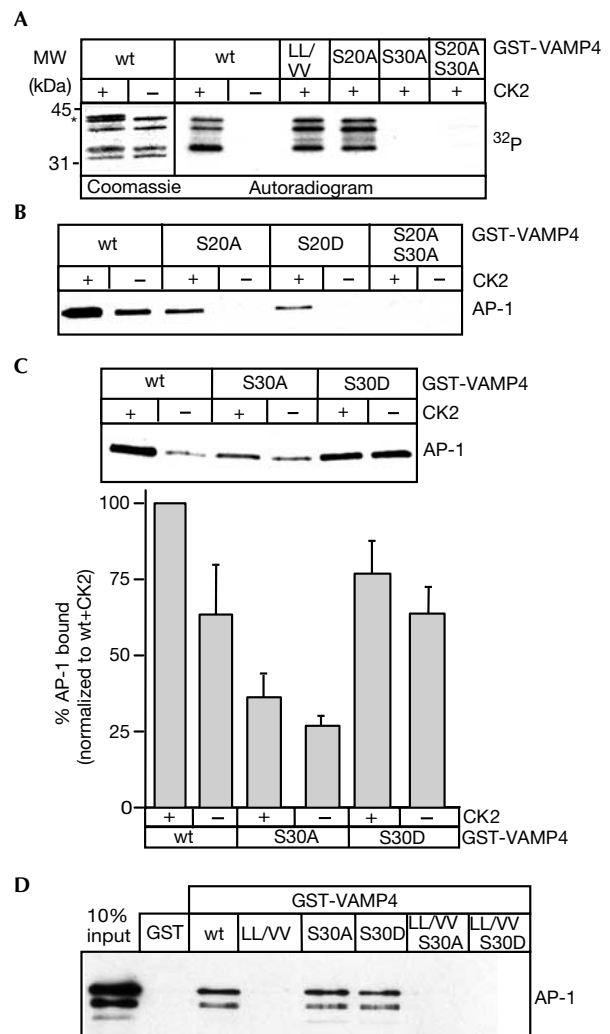 A
MW (kDa)
wt wt LL/VV S20A S30A S20A S30A GST-VAMP4
+ − + − + + + + CK2
45
*
31
32P
Coomassie Autoradiogram
B
wt S20A S20D S20A S30A GST-VAMP4
+ − + − + − + − CK2
AP-1
C
wt S30A S30D GST-VAMP4
+ − + − + − CK2
AP-1
100
75
50
25
0
% AP-1 bound
(normalized to wt+CK2)
+ − + − + − CK2
wt S30A S30D GST-VAMP4
D
GST-VAMP4
10% input GST wt LL/VV S30A S30D LL/VV S30A LL/VV S30D
AP-1